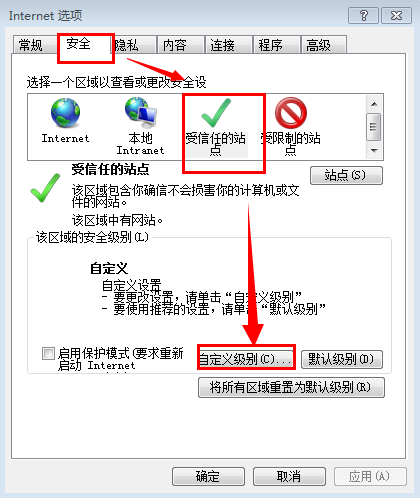 Internet 选项
常规 安全 隐私 内容 连接 程序 高级
选择一个区域以查看或更改安全设
Internet
本地
Intranet
受信任的站
点
受限制的站
点
受信任的站点
站点(S)
该区域包含你确信不会损害你的计算机或文
件的网站。
该区域中有网站。
该区域的安全级别(L)
自定义
自定义设置
- 要更改设置，请单击“自定义级别”
- 要使用推荐的设置，请单击“默认级别”
启用保护模式(要求重新
启动 Internet
自定义级别(C)...
默认级别(D)
将所有区域重置为默认级别(R)
确定 取消 应用(A)